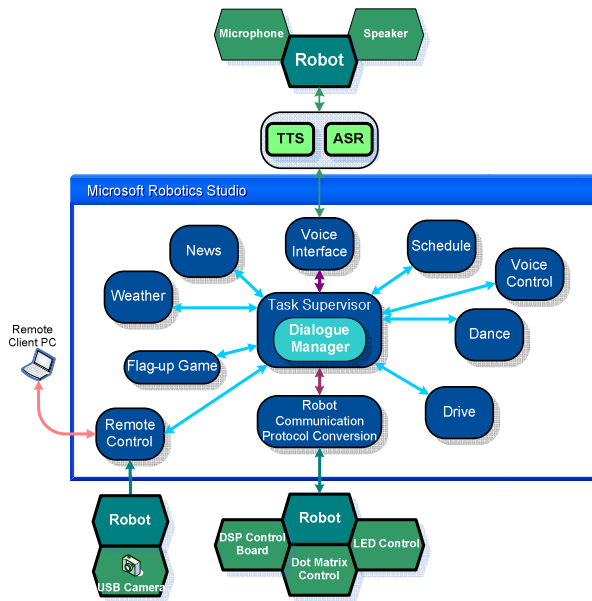 Microphone
Speaker
Robot
TTS
ASR
Microsoft Robotics Studio
Voice
Interface
News
Schedule
Voice
Control
Weather
Task Supervisor
Dialogue
Manager
Dance
Remote
Client PC
Flag-up Game
Remote
Control
Robot
Communication
Protocol Conversion
Drive
Robot
USB Camera
Robot
DSP Control
Board
LED Control
Dot Matrix
Control